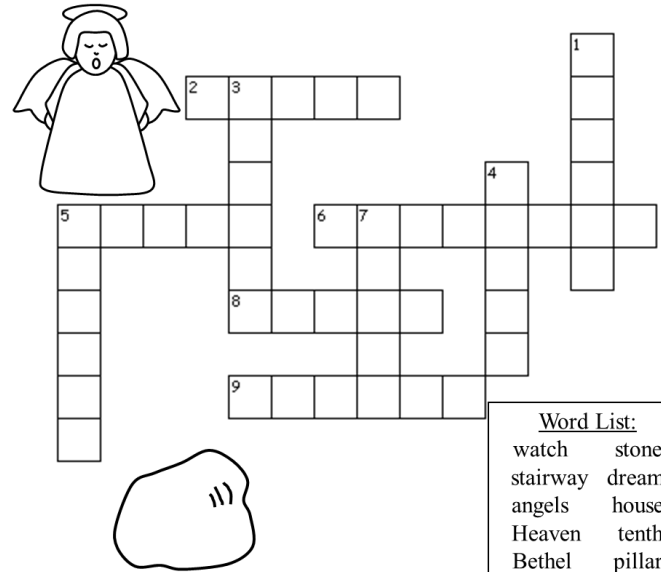 1
2 3
4
5 6 7
8
9
Word List:
watch stone
stairway dream
angels house
Heaven tenth
Bethel pillar